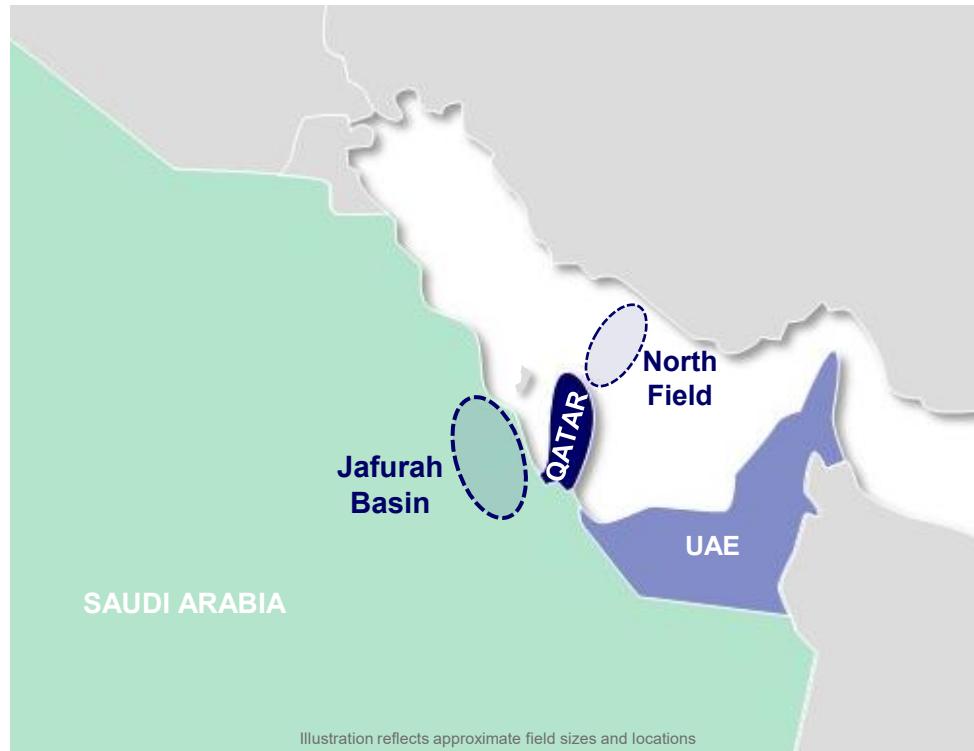 North
Field
QATAR
Jafurah
Basin
UAE
SAUDI ARABIA
Illustration reflects approximate field sizes and locations